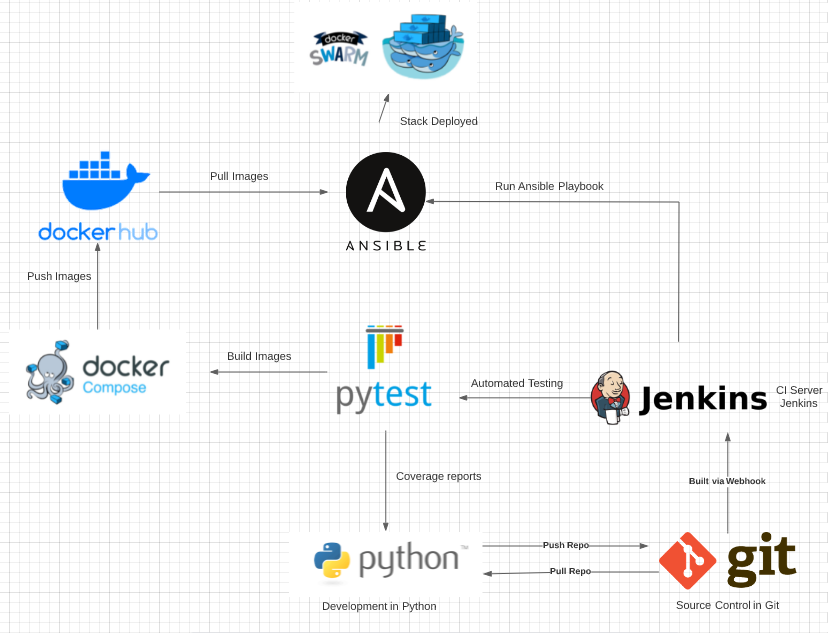 docker
SWARM
Stack Deployed
Pull Images
Run Ansible Playbook
dockerhub
ANSIBLE
Push Images
Build Images
docker
Compose
pytest
Automated Testing
Jenkins
CI Server
Jenkins
Coverage reports
Built via Webhook
python™
Push Repo
Pull Repo
git
Development in Python
Source Control in Git